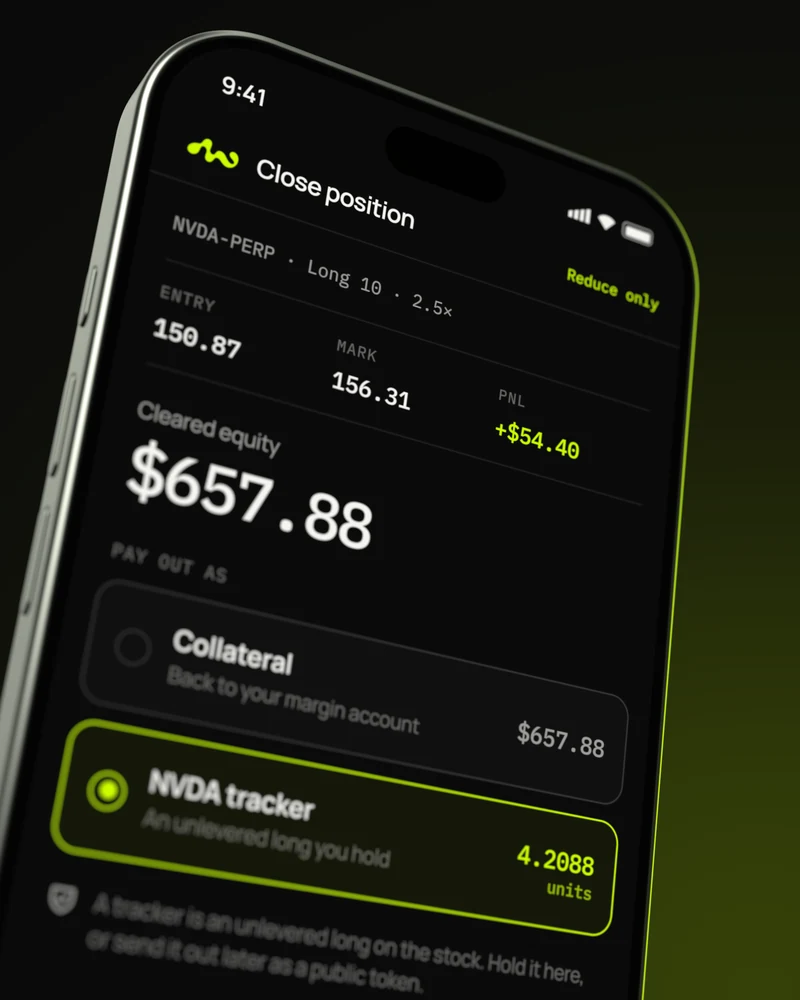 9:41
Close position
Reduce only
NVDA-PERP · Long 10 · 2.5×
ENTRY
150.87
MARK
156.31
PNL
+$54.40
Cleared equity
$657.88
PAY OUT AS
Collateral
Back to your margin account
$657.88
NVDA tracker
An unlevered long you hold
4.2088
units
A tracker is an unlevered long on the stock. Hold it here,
or send it out later as a public token.